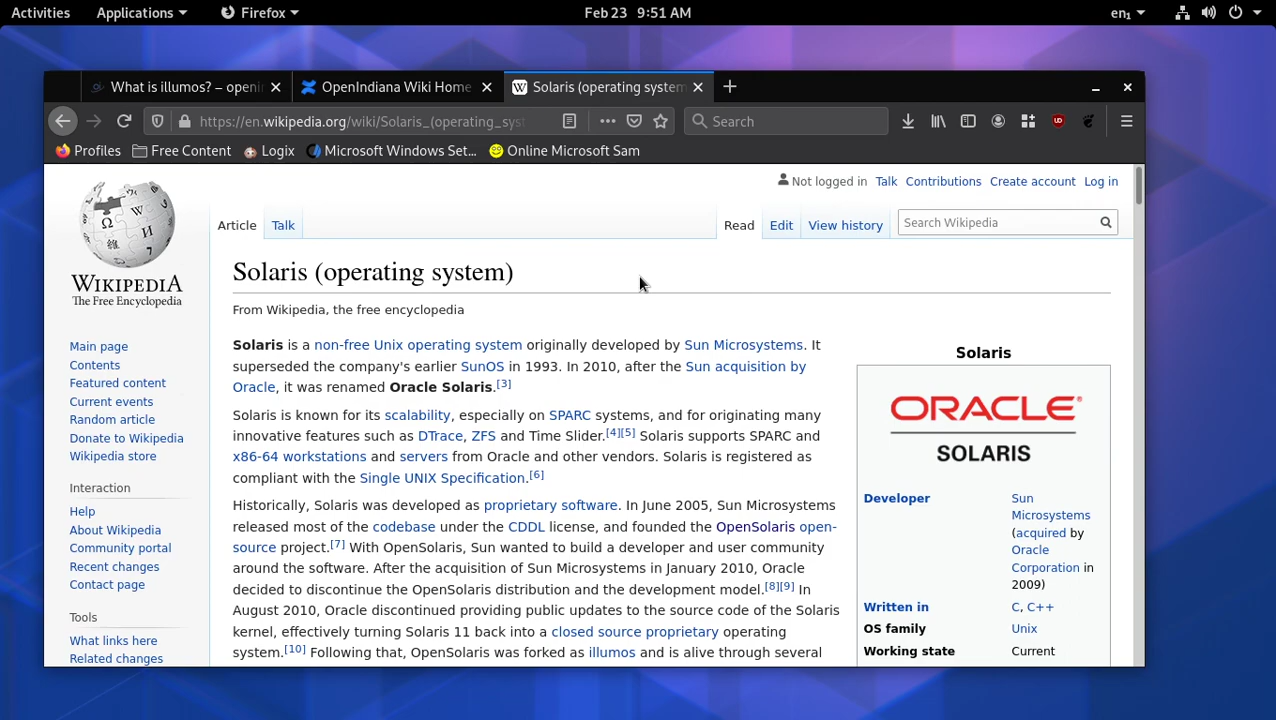 Activities Applications Firefox Feb 23 9:51 AM en₁
What is illumos? – openi OpenIndiana Wiki Home Solaris (operating system
https://en.wikipedia.org/wiki/Solaris_(operating_syst Search
Profiles Free Content Logix Microsoft Windows Set... Online Microsoft Sam
Not logged in Talk Contributions Create account Log in
Article Talk Read Edit View history Search Wikipedia
WIKIPEDIA
The Free Encyclopedia
Main page
Contents
Featured content
Current events
Random article
Donate to Wikipedia
Wikipedia store
Interaction
Help
About Wikipedia
Community portal
Recent changes
Contact page
Tools
What links here
Related changes
Solaris (operating system)
From Wikipedia, the free encyclopedia
Solaris is a non-free Unix operating system originally developed by Sun Microsystems. It
superseded the company's earlier SunOS in 1993. In 2010, after the Sun acquisition by
Oracle, it was renamed Oracle Solaris.[3]
Solaris is known for its scalability, especially on SPARC systems, and for originating many
innovative features such as DTrace, ZFS and Time Slider.[4][5] Solaris supports SPARC and
x86-64 workstations and servers from Oracle and other vendors. Solaris is registered as
compliant with the Single UNIX Specification.[6]
Historically, Solaris was developed as proprietary software. In June 2005, Sun Microsystems
released most of the codebase under the CDDL license, and founded the OpenSolaris open-
source project.[7] With OpenSolaris, Sun wanted to build a developer and user community
around the software. After the acquisition of Sun Microsystems in January 2010, Oracle
decided to discontinue the OpenSolaris distribution and the development model.[8][9] In
August 2010, Oracle discontinued providing public updates to the source code of the Solaris
kernel, effectively turning Solaris 11 back into a closed source proprietary operating
system.[10] Following that, OpenSolaris was forked as illumos and is alive through several
Solaris
ORACLE
SOLARIS
Developer Sun
Microsystems
(acquired by
Oracle
Corporation in
2009)
Written in C, C++
OS family Unix
Working state Current